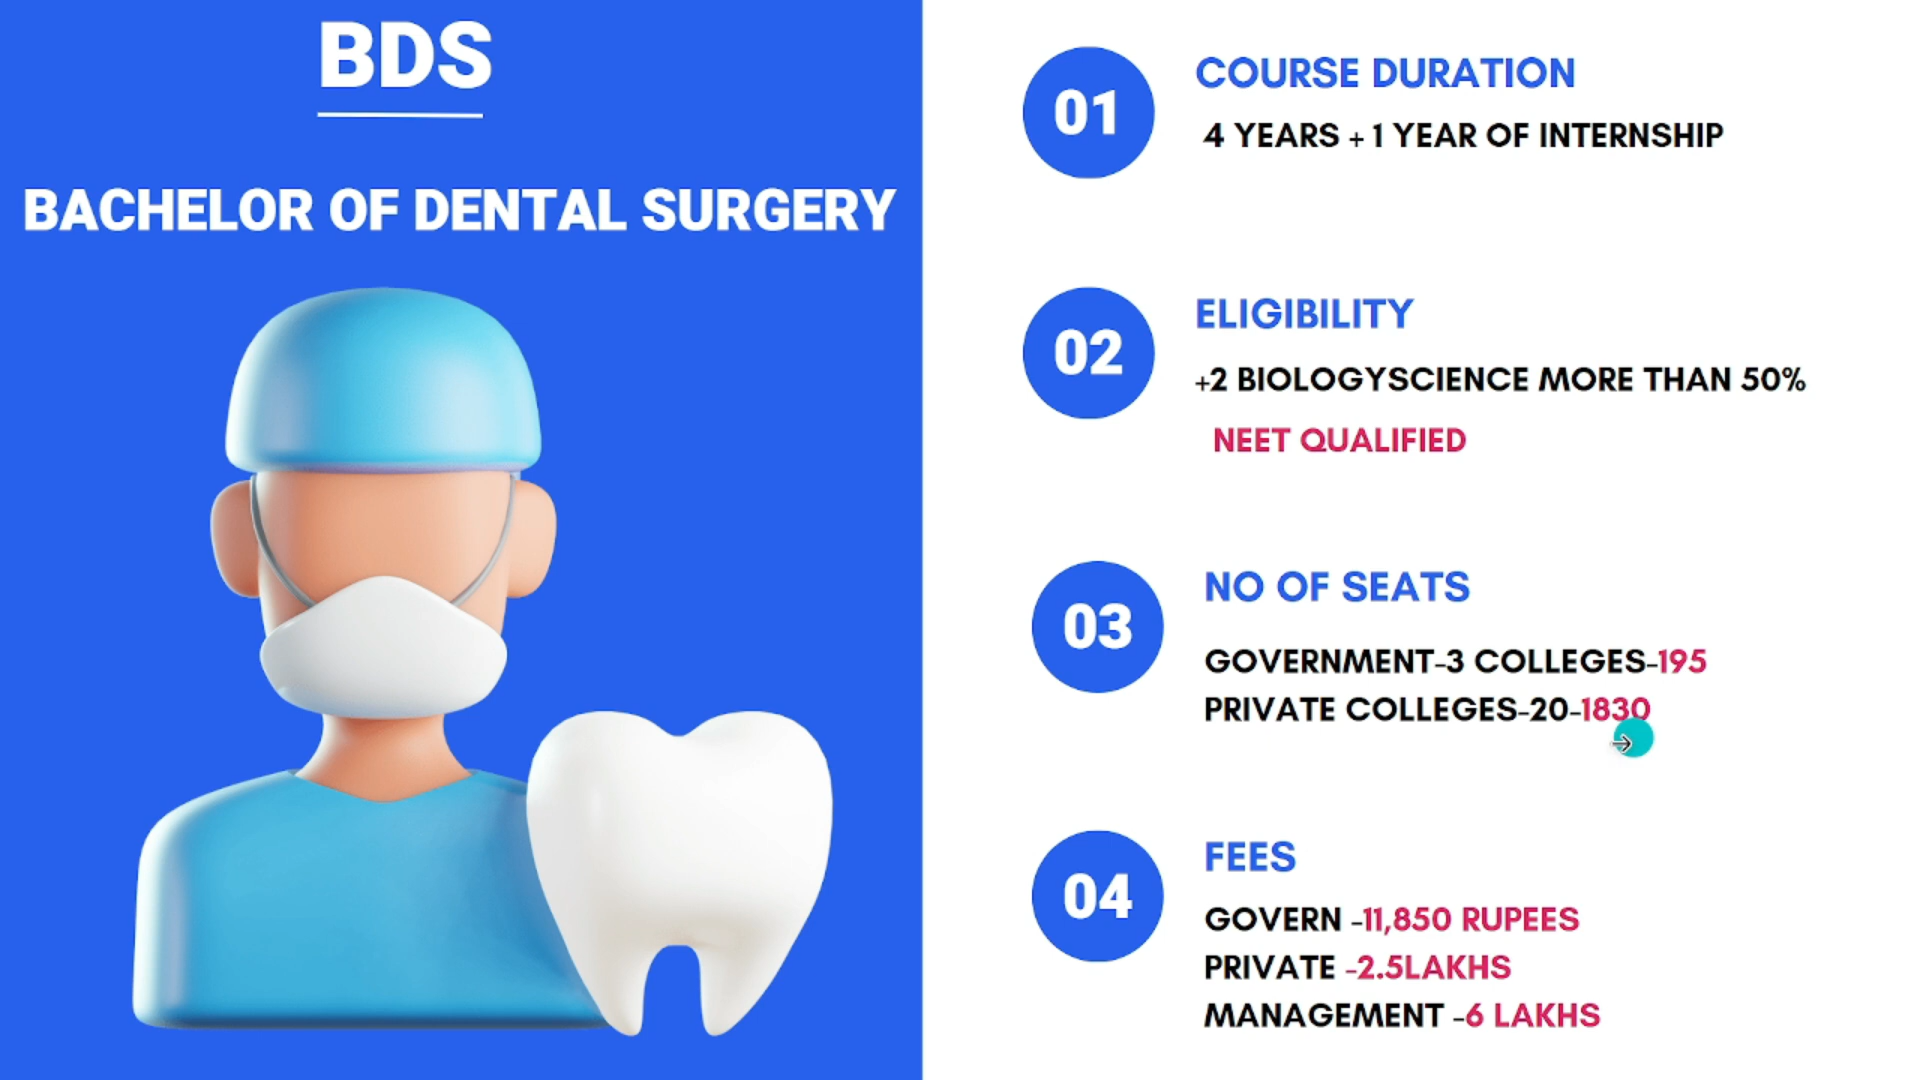 BDS
BACHELOR OF DENTAL SURGERY
01
COURSE DURATION
4 YEARS + 1 YEAR OF INTERNSHIP
02
ELIGIBILITY
+2 BIOLOGYSCIENCE MORE THAN 50%
NEET QUALIFIED
03
NO OF SEATS
GOVERNMENT-3 COLLEGES-195
PRIVATE COLLEGES-20-1830
04
FEES
GOVERN -11,850 RUPEES
PRIVATE -2.5LAKHS
MANAGEMENT -6 LAKHS